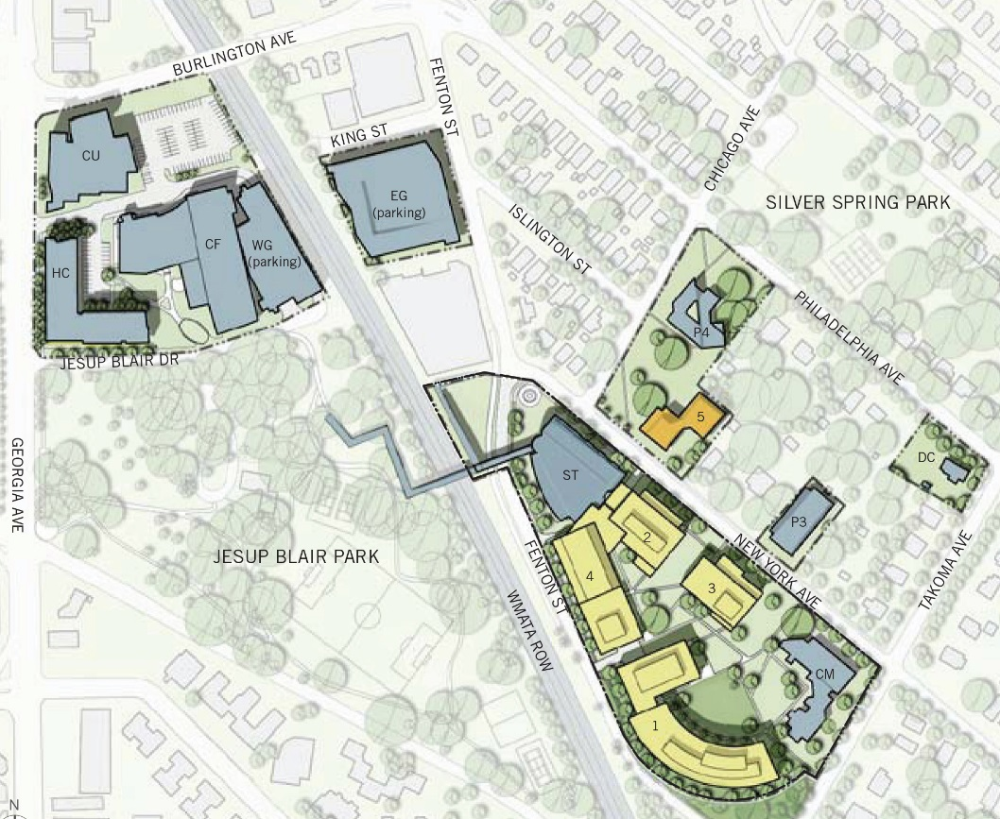 BURLINGTON AVE
FENTON ST
KING ST
CHICAGO AVE
CU
SILVER SPRING PARK
EG
(parking)
ISLINGTON ST
CF
WG
(parking)
HC
PHILADELPHIA AVE
P4
JESUP BLAIR DR
5
GEORGIA AVE
DC
ST
P3
2
NEW YORK AVE
JESUP BLAIR PARK
FENTON ST
4
3
TAKOMA AVE
WMATA ROW
CM
1
N